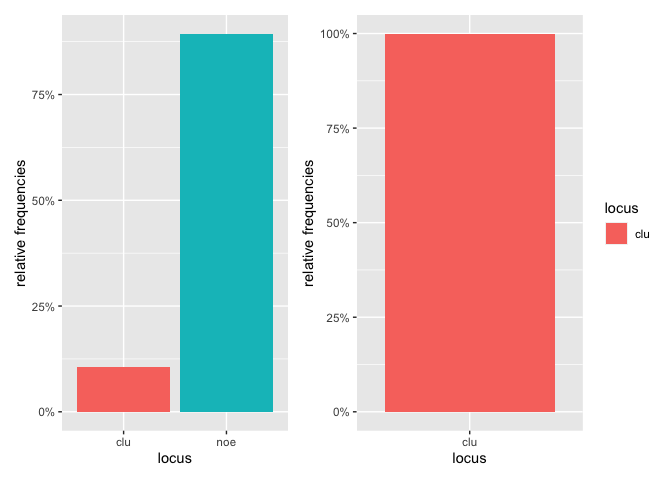 relative frequencies
75%
50%
25%
0%
clu noe
locus
relative frequencies
100%
75%
50%
25%
0%
clu
locus
locus
clu